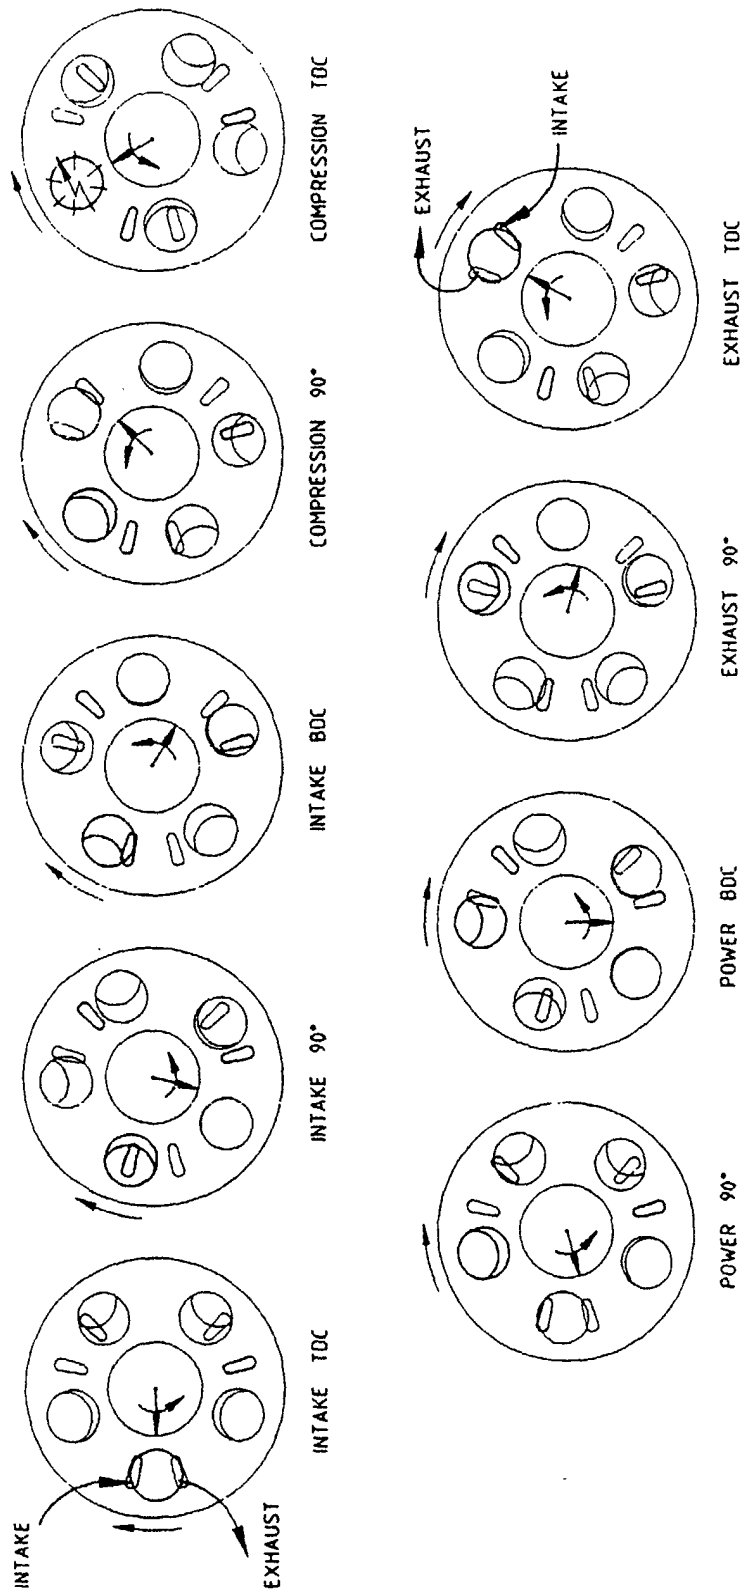 INTAKE
EXHAUST
INTAKE TDC
INTAKE 90°
INTAKE BDC
COMPRESSION 90°
COMPRESSION TDC
POWER 90°
POWER BDC
EXHAUST 90°
EXHAUST
INTAKE
EXHAUST TDC